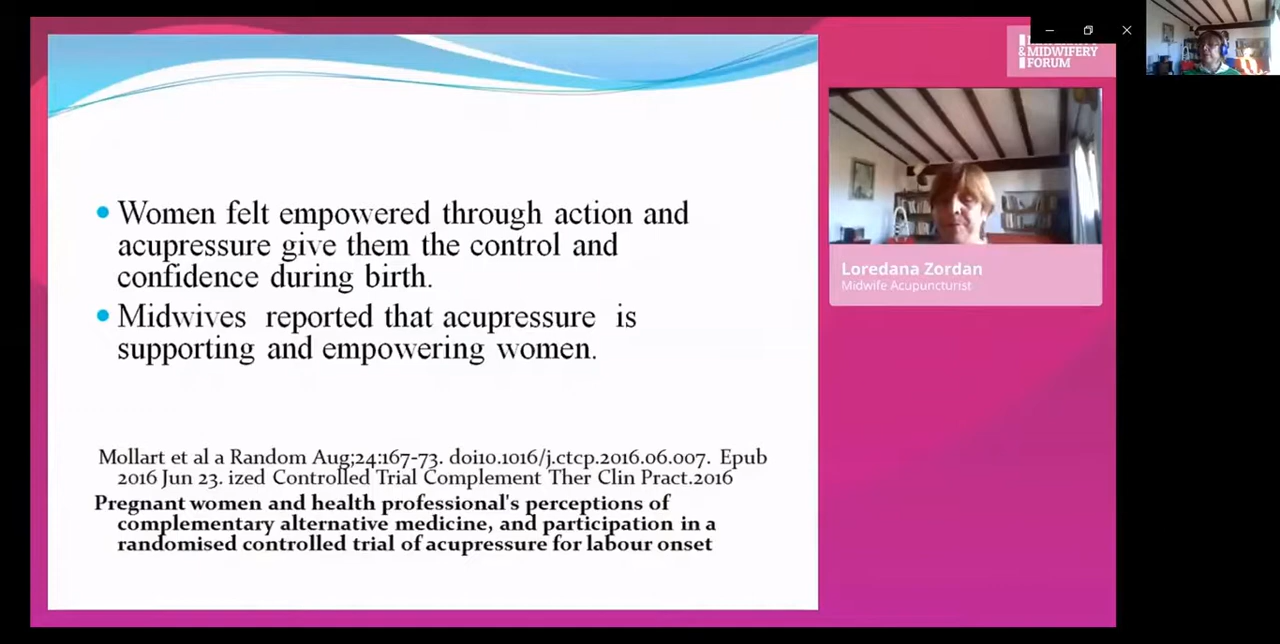 Women felt empowered through action and
acupressure give them the control and
confidence during birth.
Midwives reported that acupressure is
supporting and empowering women.
Mollart et al a Random Aug;24:167-73. doi10.1016/j.ctcp.2016.06.007. Epub
2016 Jun 23. ized Controlled Trial Complement Ther Clin Pract.2016
Pregnant women and health professional's perceptions of
complementary alternative medicine, and participation in a
randomised controlled trial of acupressure for labour onset
& MIDWIFERY
FORUM
Loredana Zordan
Midwife Acupuncturist